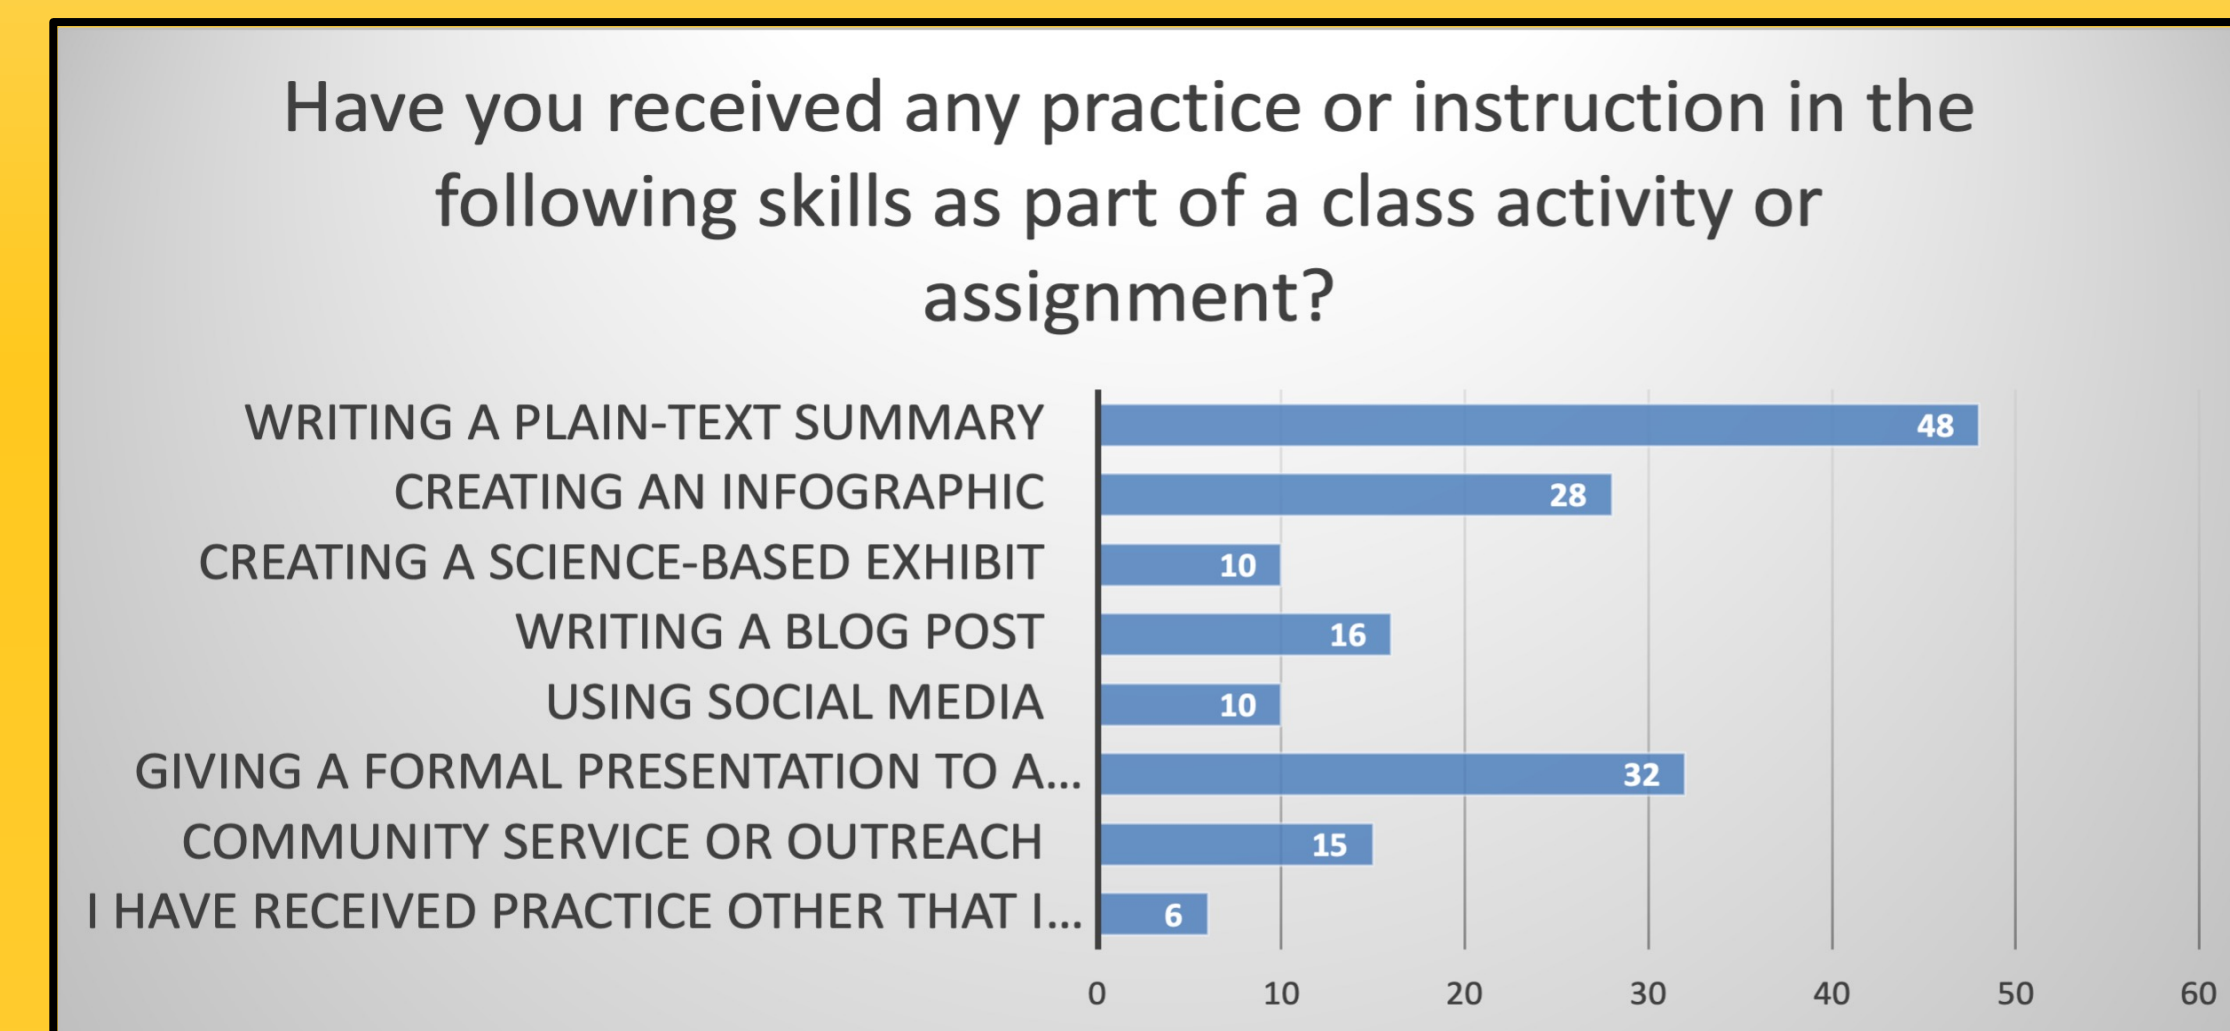 Have you received any practice or instruction in the
following skills as part of a class activity or
assignment?
WRITING A PLAIN-TEXT SUMMARY 48
CREATING AN INFOGRAPHIC 28
CREATING A SCIENCE-BASED EXHIBIT 10
WRITING A BLOG POST 16
USING SOCIAL MEDIA 10
GIVING A FORMAL PRESENTATION TO A... 32
COMMUNITY SERVICE OR OUTREACH 15
I HAVE RECEIVED PRACTICE OTHER THAT I... 6
0 10 20 30 40 50 60